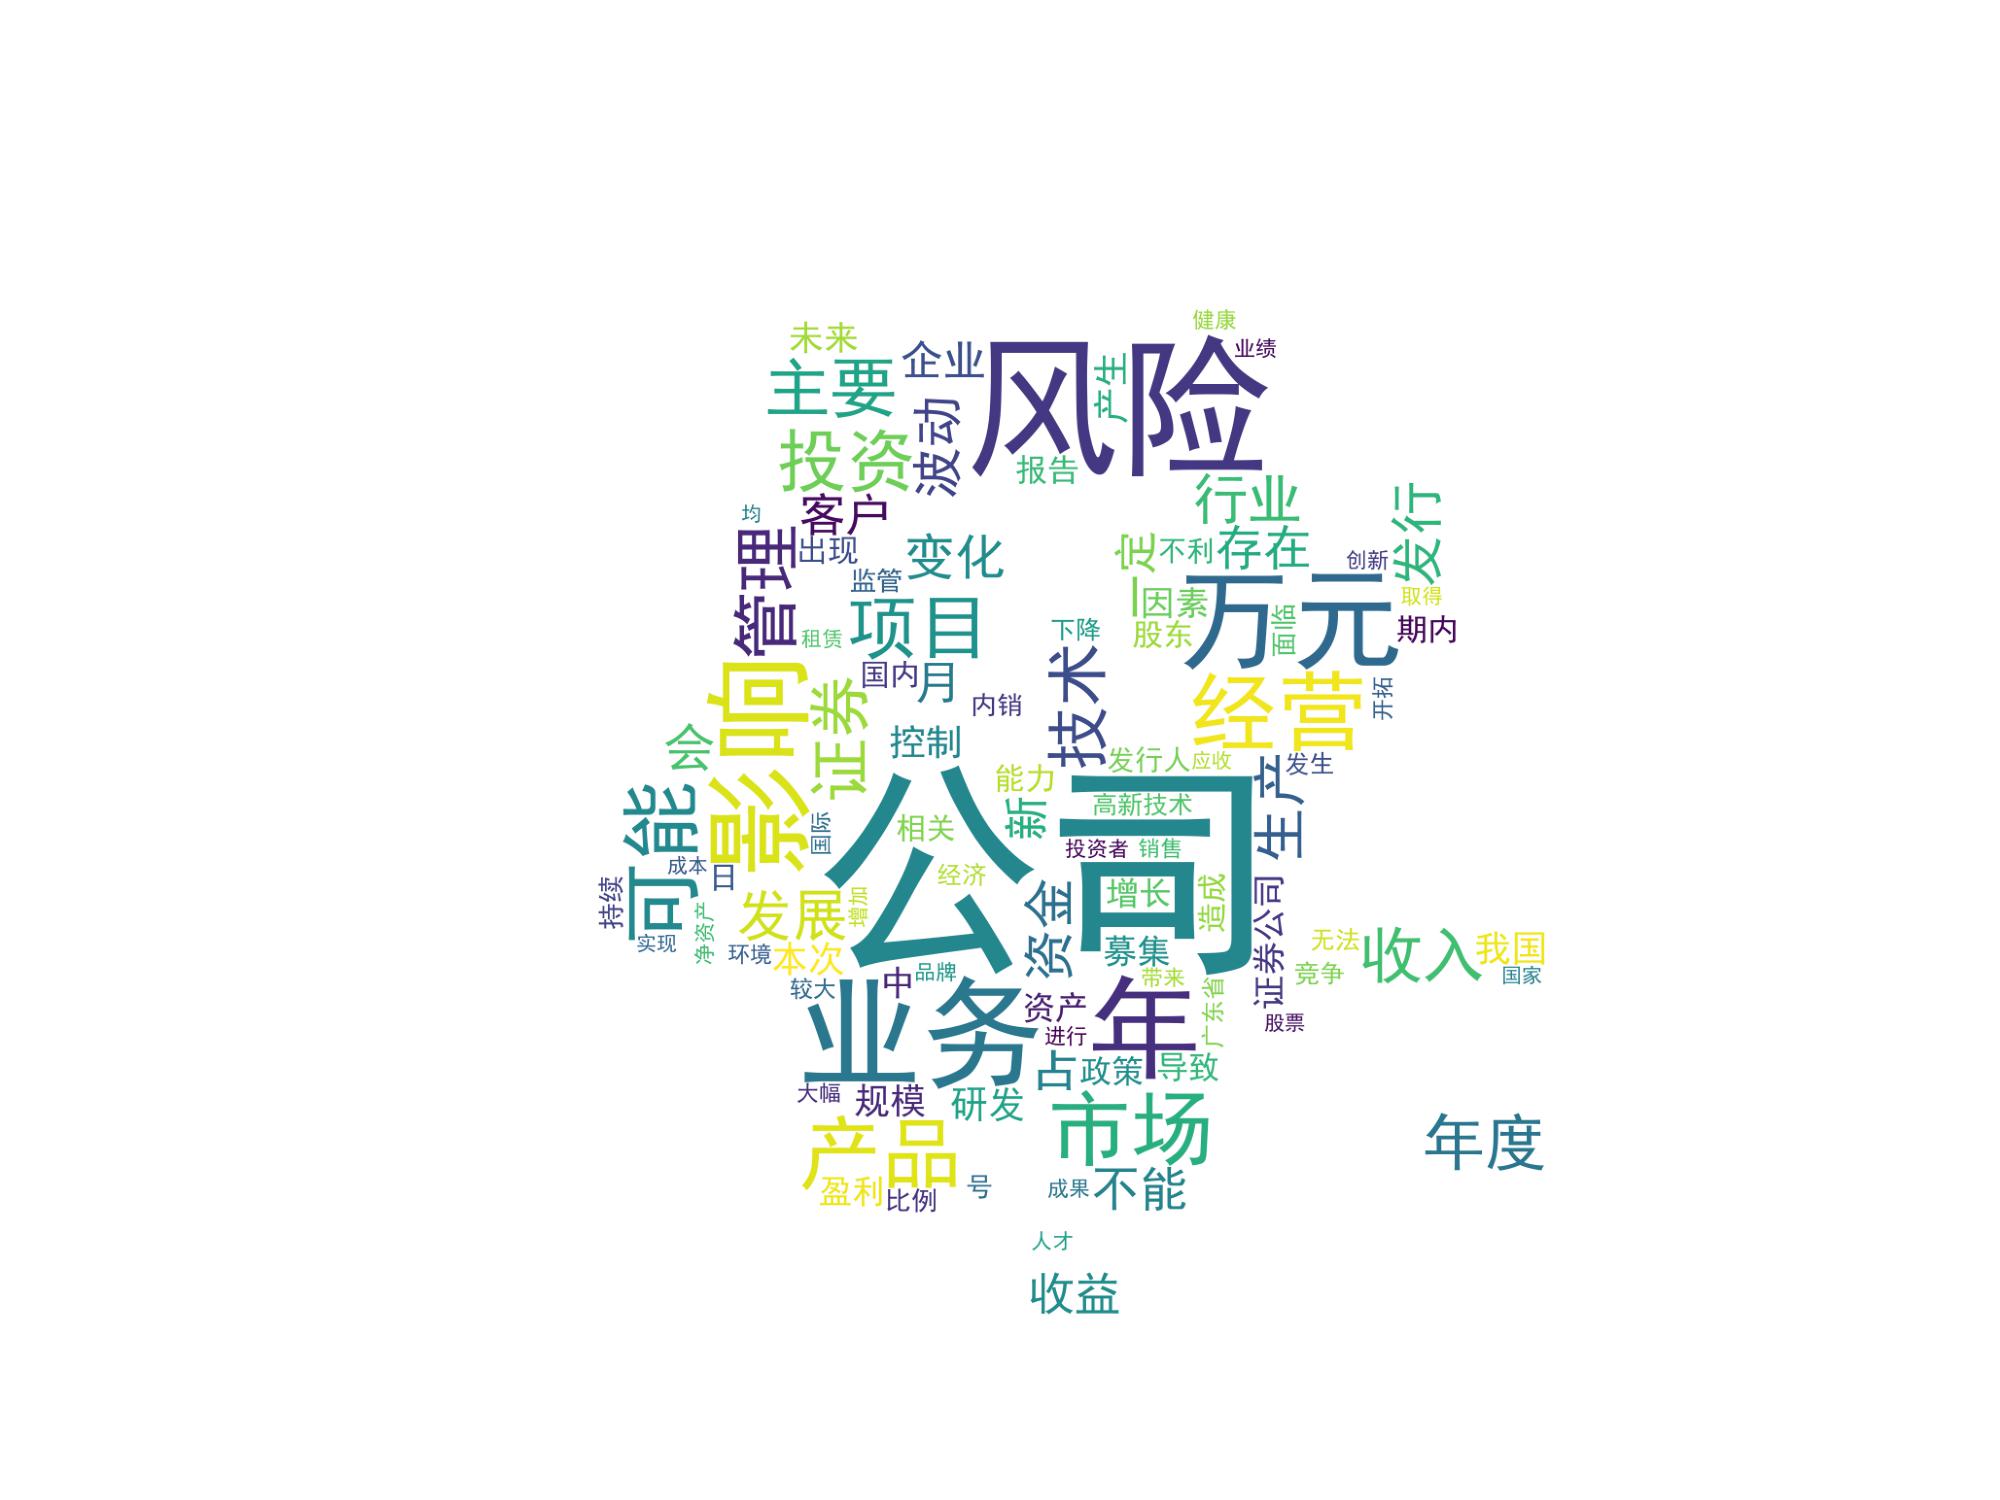 健康
未来
企业
风险
业绩
主要
产生
波动
投资
报告
客户
行业
发行
均
管理
出现
变化
一定
不利
存在
创新
监管
万元
项目
因素
取得
租赁
下降
股东
面临
期内
影响
国内
月
证券
内销
技术
经营
开拓
会
控制
发行人
应收
发生
可能
公司
能力
新
高新技术
生产
国际
相关
投资者
销售
成本
日
经济
增长
造成
持续
发展
增加
资金
证券公司
净资产
实现
环境
本次
募集
无法
收入
我国
中
品牌
带来
竞争
国家
较大
业务
资产
年
广东省
股票
进行
占
政策
导致
大幅
规模
研发
市场
年度
产品
不能
盈利
比例
号
成果
人才
收益